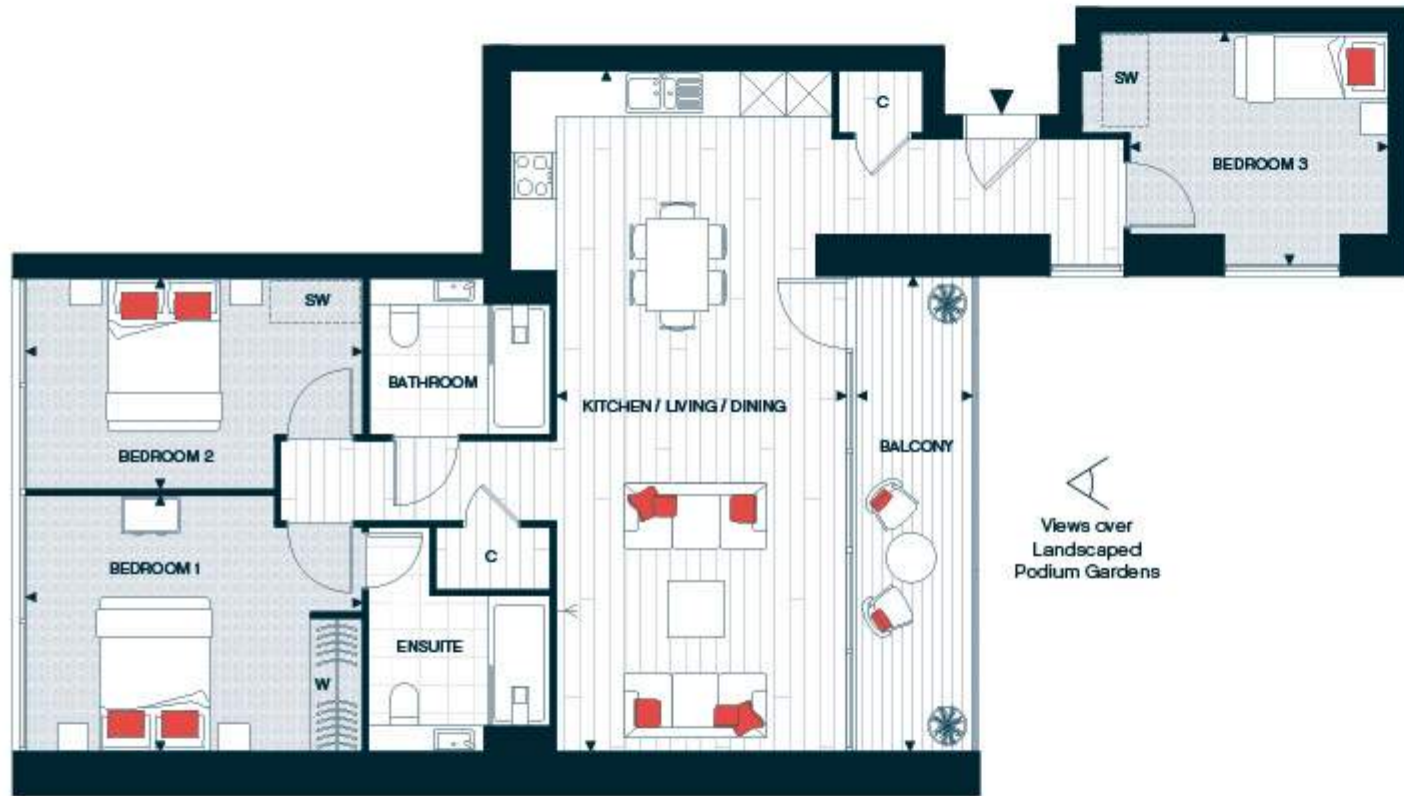 SW
C
BEDROOM 3
SW
BATHROOM
KITCHEN / LIVING / DINING
BALCONY
BEDROOM 2
Views over
Landscaped
Podium Gardens
C
BEDROOM 1
ENSUITE
W